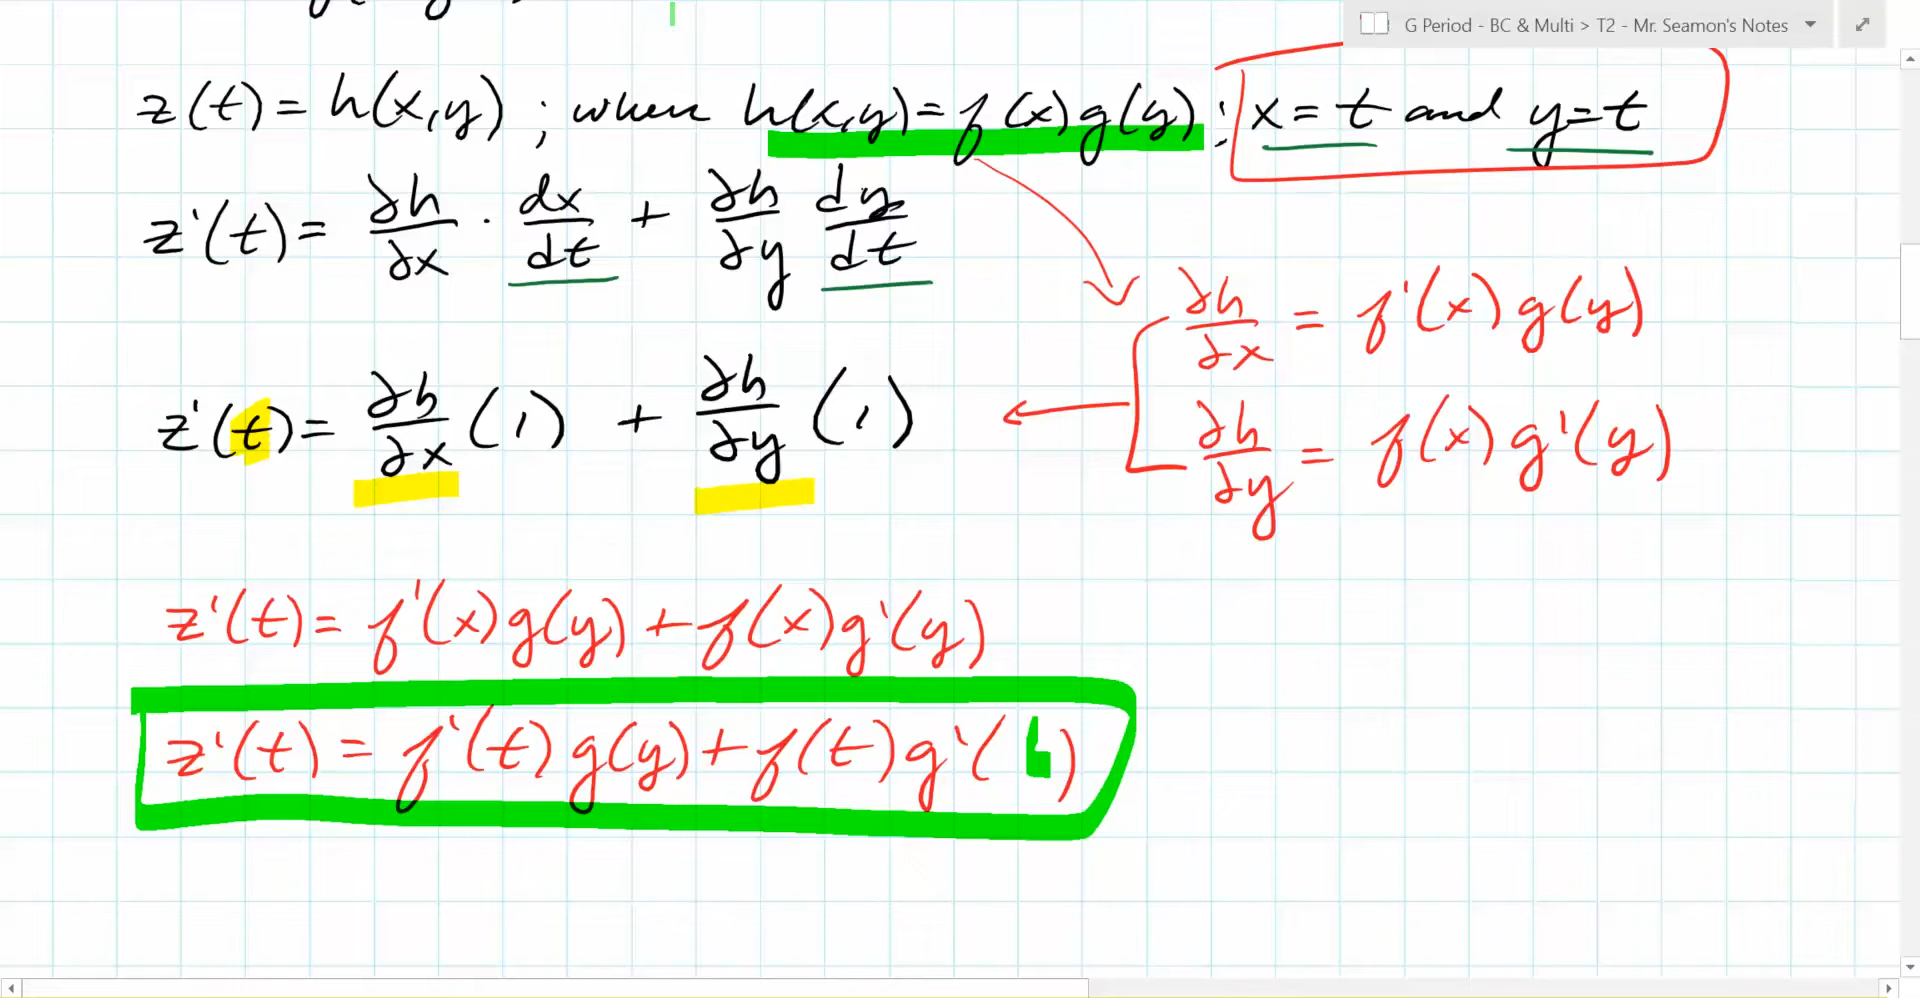 G Period - BC & Multi > T2 - Mr. Seamon's Notes
z(t) = h(x,y) ; when h(x,y) = f(x)g(y) ; x = t and y = t
z'(t) = ∂h/∂x · dx/dt + ∂h/∂y dy/dt
∂h/∂x = f'(x)g(y)
z'(t) = ∂h/∂x (1) + ∂h/∂y (1)
∂h/∂y = f(x)g'(y)
z'(t) = f'(x)g(y) + f(x)g'(y)
z'(t) = f'(t)g(y) + f(t)g'( )